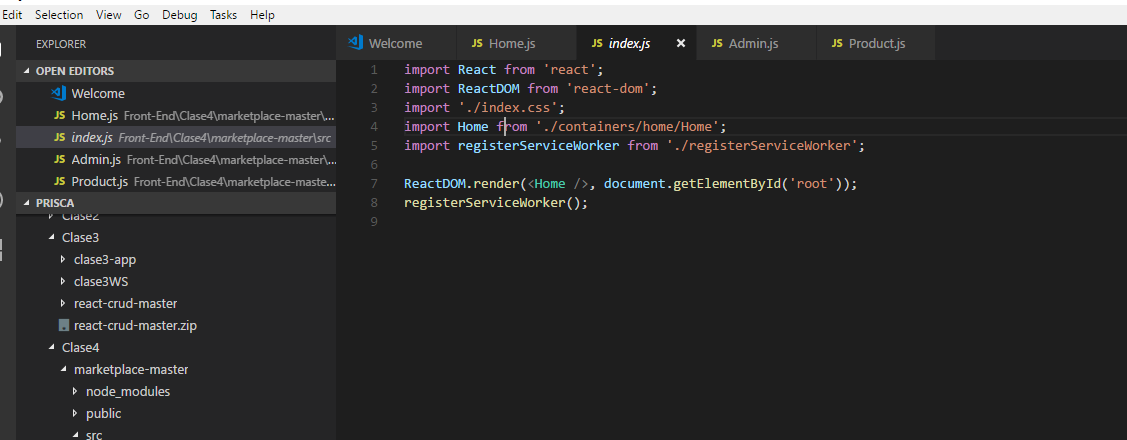 Edit Selection View Go Debug Tasks Help
EXPLORER
OPEN EDITORS
Welcome
JS Home.js Front-End\Clase4\marketplace-master\...
JS index.js Front-End\Clase4\marketplace-master\src
JS Admin.js Front-End\Clase4\marketplace-master\...
JS Product.js Front-End\Clase4\marketplace-maste...
PRISCA
Clase2
Clase3
clase3-app
clase3WS
react-crud-master
react-crud-master.zip
Clase4
marketplace-master
node_modules
public
src
Welcome JS Home.js JS index.js × JS Admin.js JS Product.js
1 import React from 'react';
2 import ReactDOM from 'react-dom';
3 import './index.css';
4 import Home from './containers/home/Home';
5 import registerServiceWorker from './registerServiceWorker';
6
7 ReactDOM.render(<Home />, document.getElementById('root'));
8 registerServiceWorker();
9